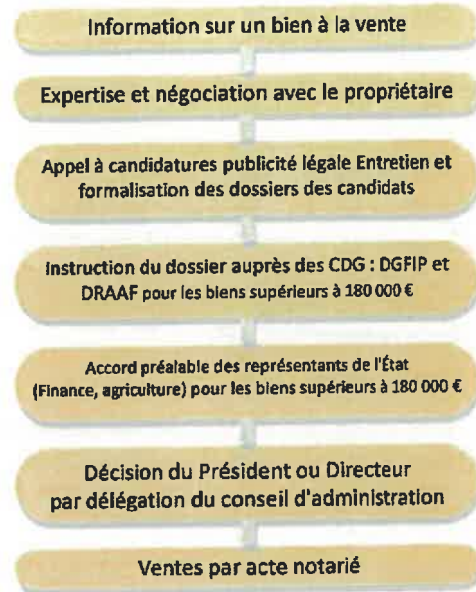 Information sur un bien à la vente
Expertise et négociation avec le propriétaire
Appel à candidatures publicité légale Entretien et
formalisation des dossiers des candidats
Instruction du dossier auprès des CDG : DGFIP et
DRAAF pour les biens supérieurs à 180 000 €
Accord préalable des représentants de l'État
(Finance, agriculture) pour les biens supérieurs à 180 000 €
Décision du Président ou Directeur
par délégation du conseil d'administration
Ventes par acte notarié